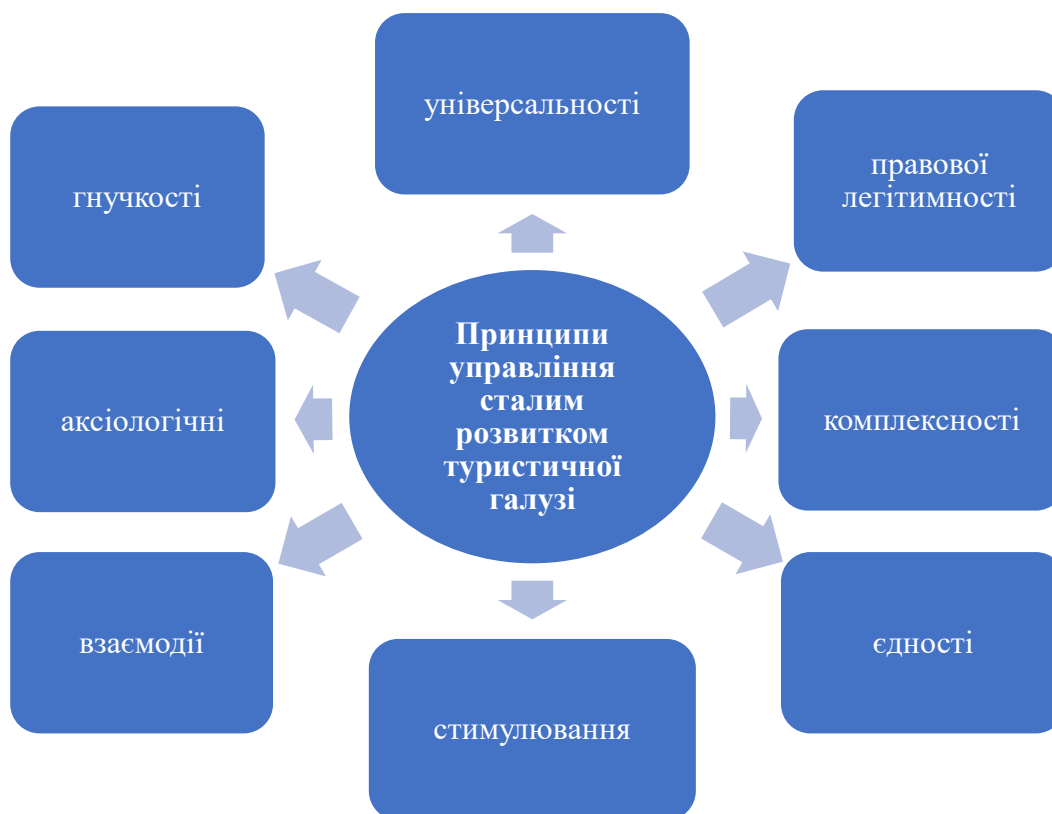 універсальності
гнучкості
правової
легітимності
Принципи
управління
сталим
розвитком
туристичної
галузі
аксіологічні
комплексності
взаємодії
єдності
стимулювання